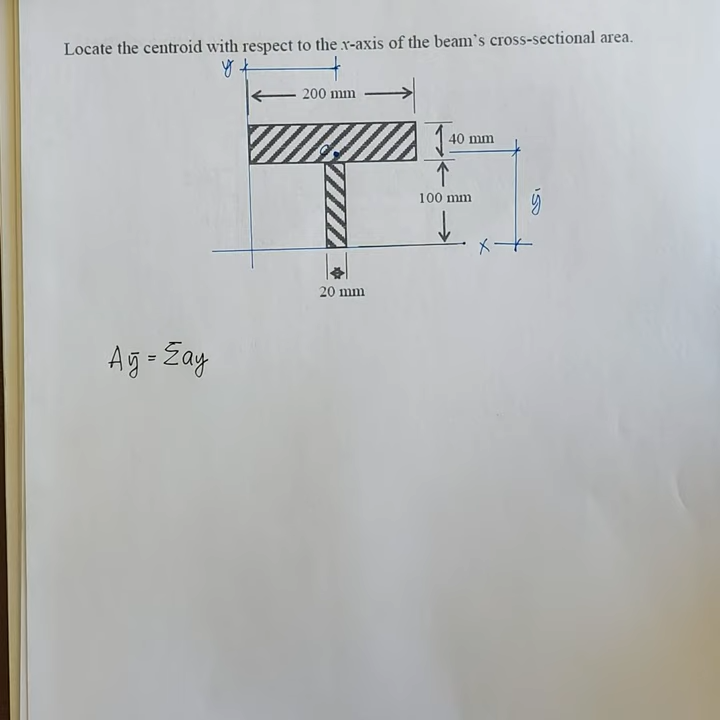 Locate the centroid with respect to the x-axis of the beam's cross-sectional area.
y
200 mm
40 mm
100 mm
ȳ
x
20 mm
Aȳ = Σay